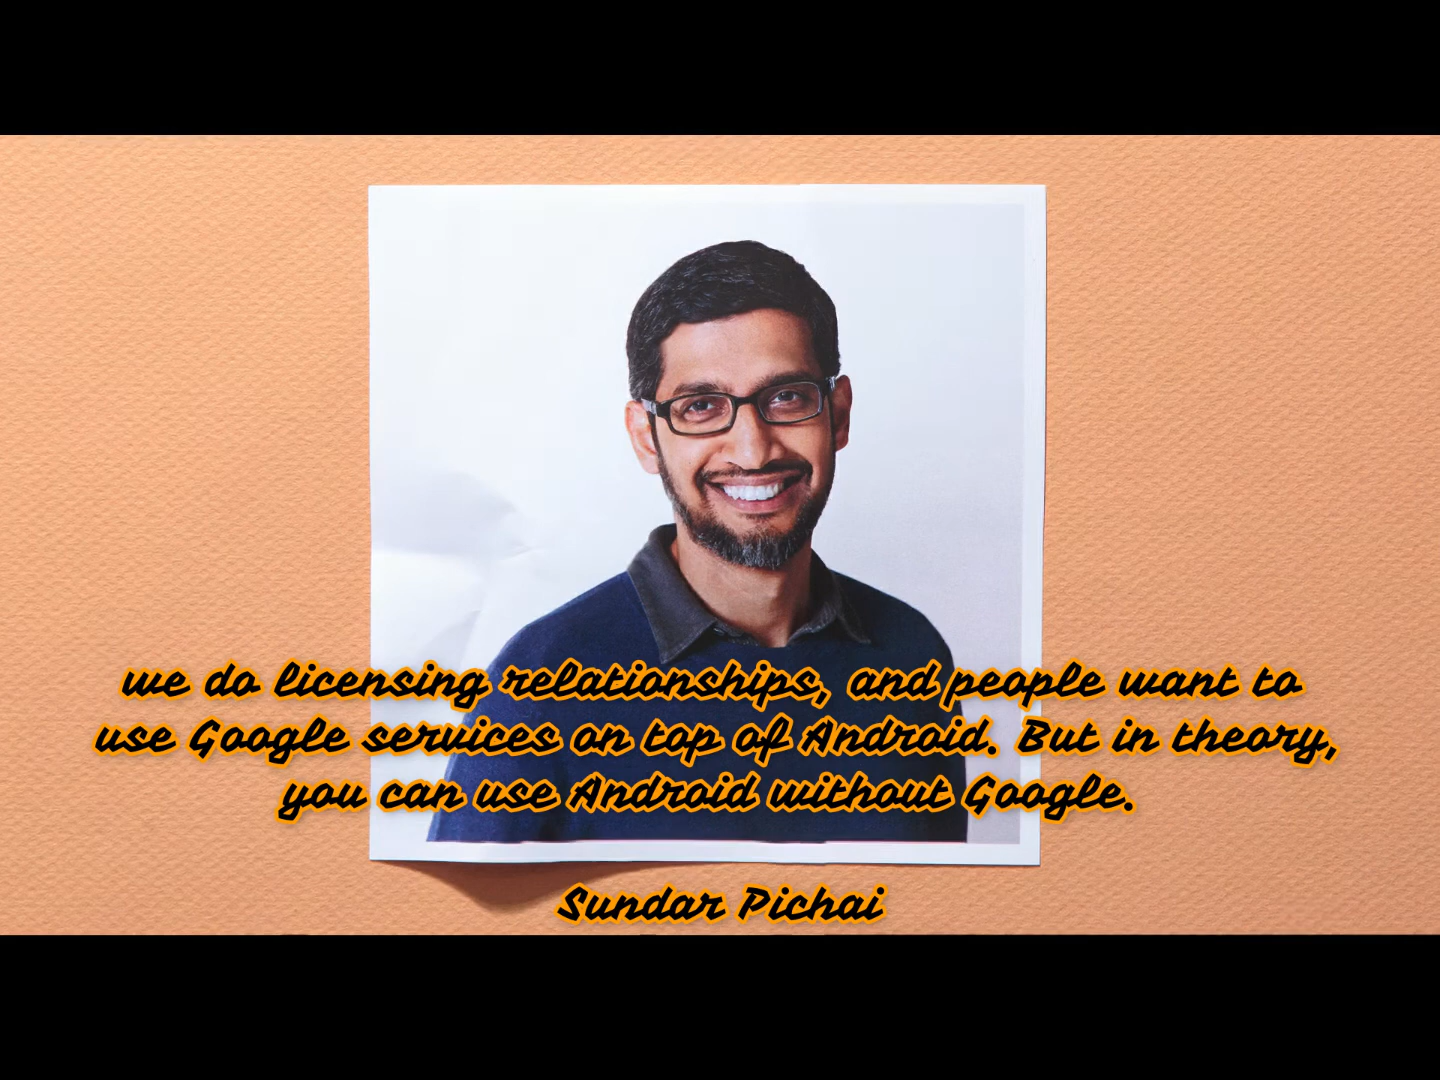 we do licensing relationships, and people want to
use Google services on top of Android. But in theory,
you can use Android without Google.
Sundar Pichai